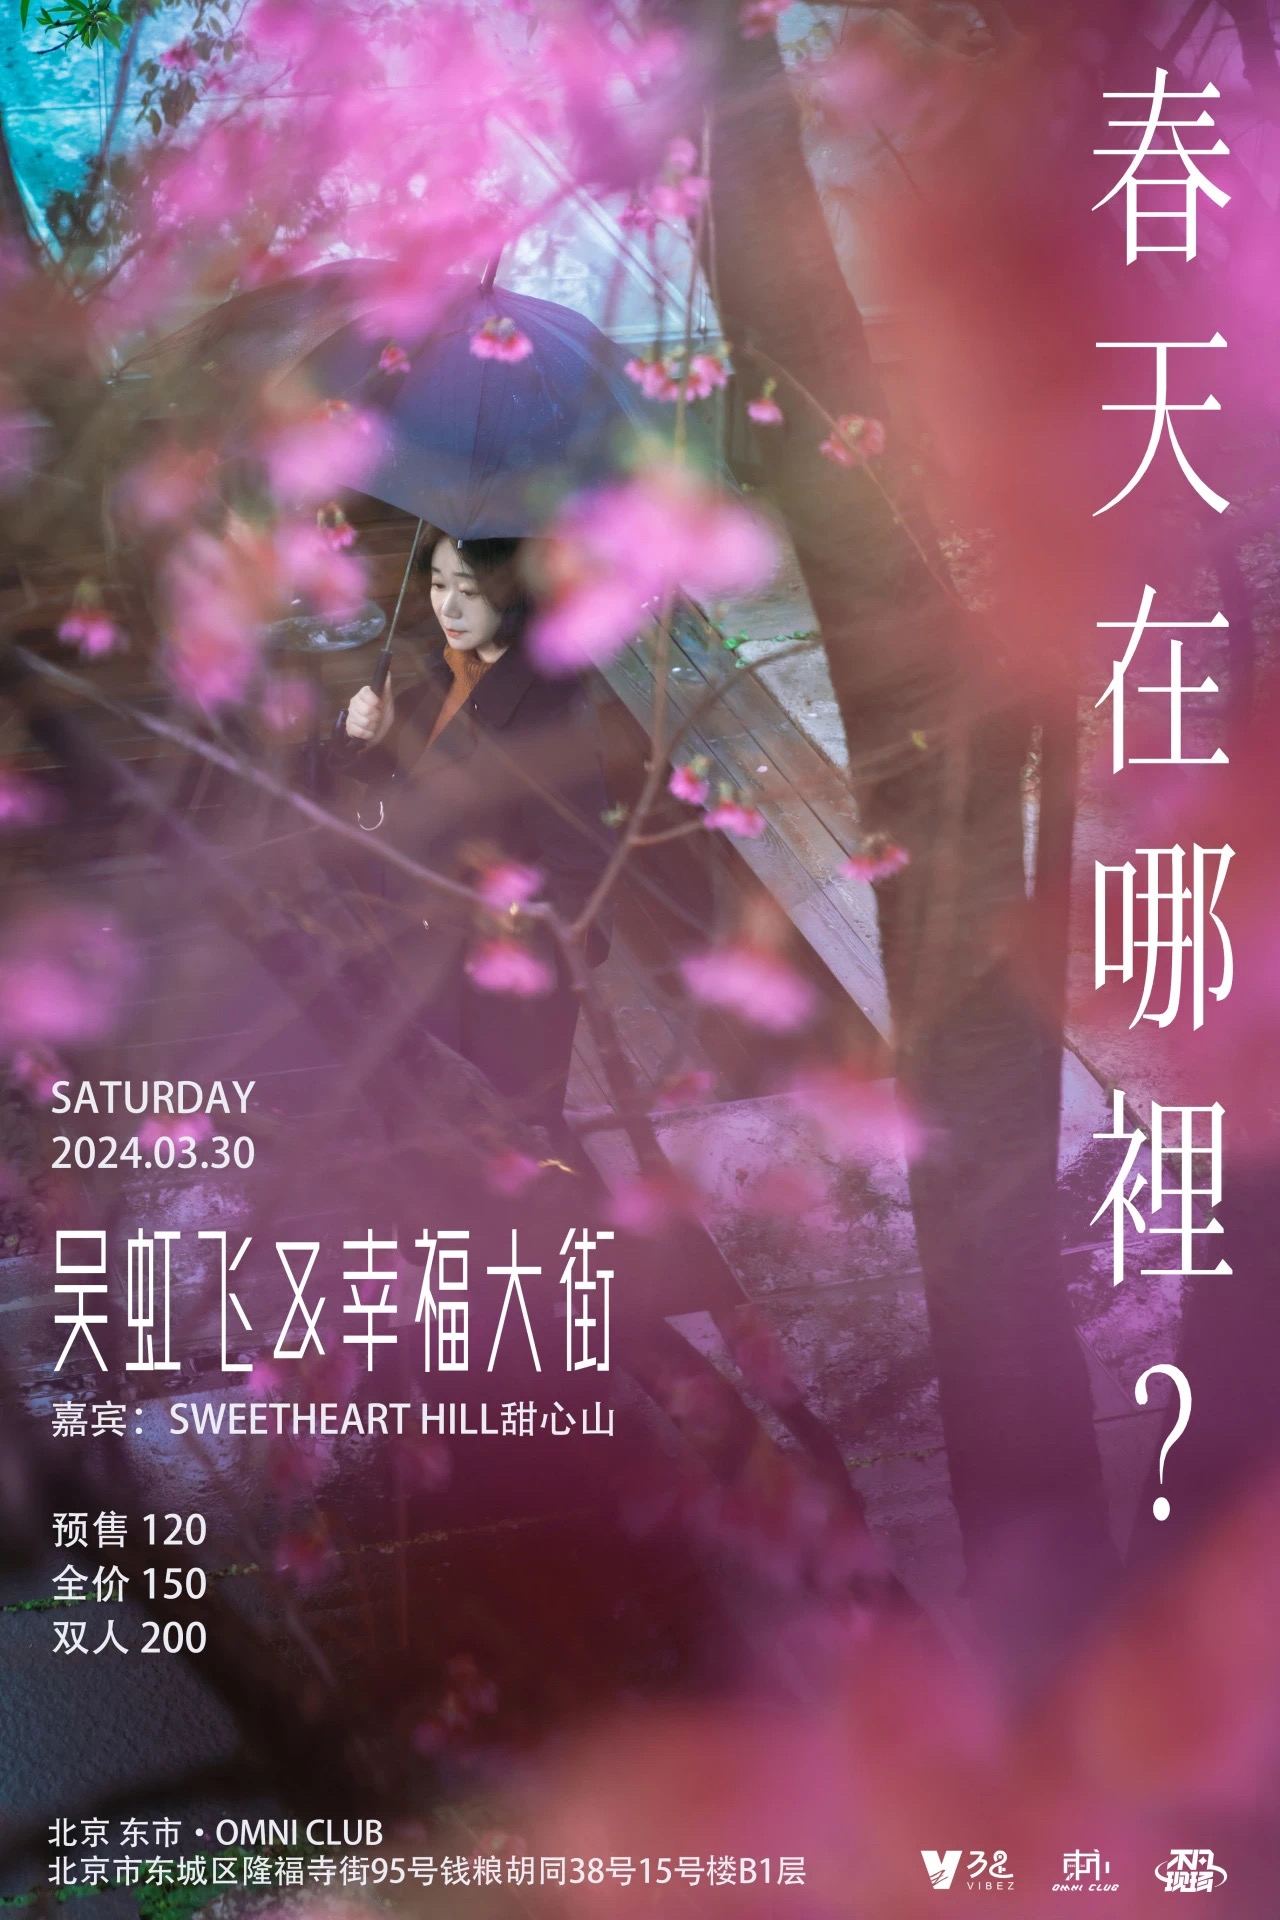 春天在哪裡？
SATURDAY
2024.03.30
吴虹飞&幸福大街
嘉宾：SWEETHEART HILL甜心山
预售 120
全价 150
双人 200
北京 东市·OMNI CLUB
北京市东城区隆福寺街95号钱粮胡同38号15号楼B1层
VIBEZ
OMNI CLUB